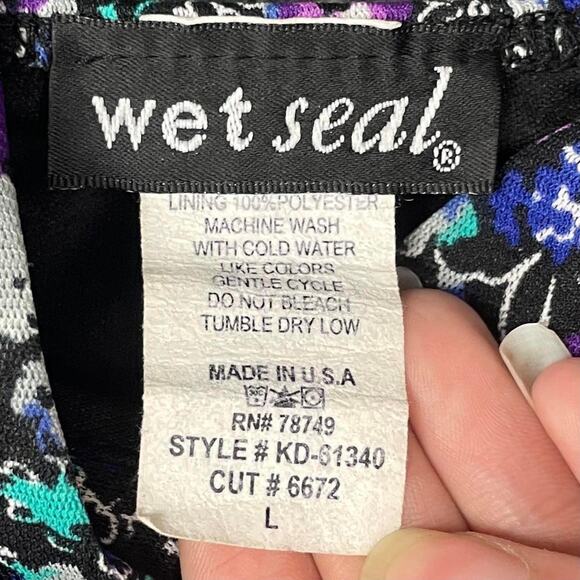 wet seal®
LINING 100%POLYESTER
MACHINE WASH
WITH COLD WATER
LIKE COLORS
GENTLE CYCLE
DO NOT BLEACH
TUMBLE DRY LOW
MADE IN U.S.A
RN# 78749
STYLE # KD-61340
CUT # 6672
L